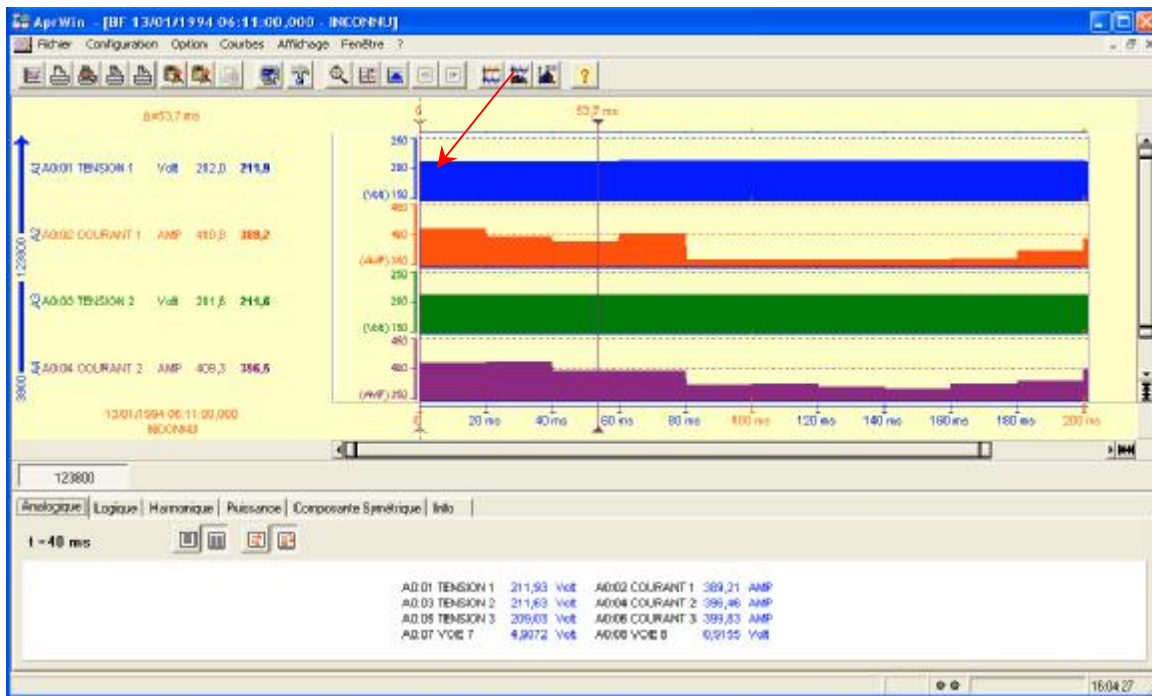 AprWin - [BF 13/01/1994 06:11:00,000 - INCONNU]
Fichier Configuration Option Courbes Affichage Fenêtre ?
Δ=53,7 ms 0 53,7 ms
250
A0:01 TENSION 1 Volt 212,0 211,9 200
(Volt) 150
450
A0:02 COURANT 1 AMP 410,8 389,2 400
(AMP) 350
250
A0:03 TENSION 2 Volt 211,6 211,6 200
(Volt) 150
450
A0:04 COURANT 2 AMP 409,3 396,5 400
(AMP) 350
123800
3900
13/01/1994 06:11:00,000 0 20 ms 40 ms 60 ms 80 ms 100 ms 120 ms 140 ms 160 ms 180 ms 200 ms
INCONNU
123800
Analogique Logique Harmonique Puissance Composante Symétrique Info
t = 40 ms
A0:01 TENSION 1 211,93 Volt A0:02 COURANT 1 389,21 AMP
A0:03 TENSION 2 211,63 Volt A0:04 COURANT 2 396,46 AMP
A0:05 TENSION 3 209,03 Volt A0:06 COURANT 3 399,83 AMP
A0:07 VOIE 7 4,9072 Volt A0:08 VOIE 8 0,9155 Volt
16:04:27